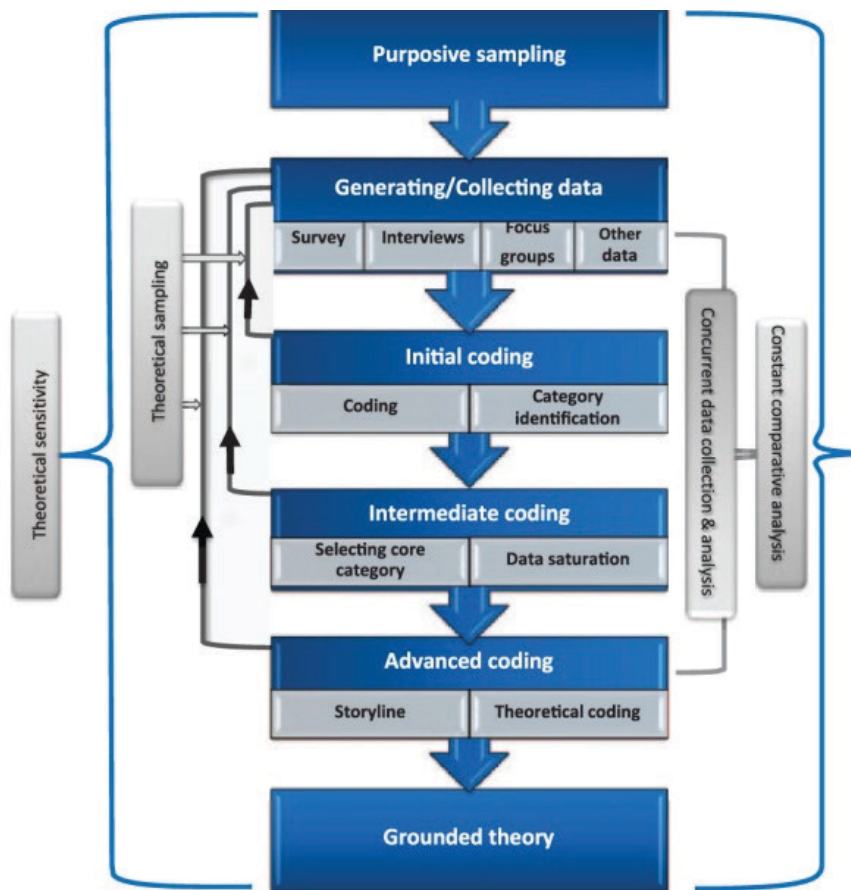 Purposive sampling
Generating/Collecting data
Survey
Interviews
Focus
groups
Other
data
Initial coding
Coding
Category
identification
Intermediate coding
Selecting core
category
Data saturation
Advanced coding
Storyline
Theoretical coding
Grounded theory
Theoretical sensitivity
Theoretical sampling
Concurrent data collection & analysis
Constant comparative analysis